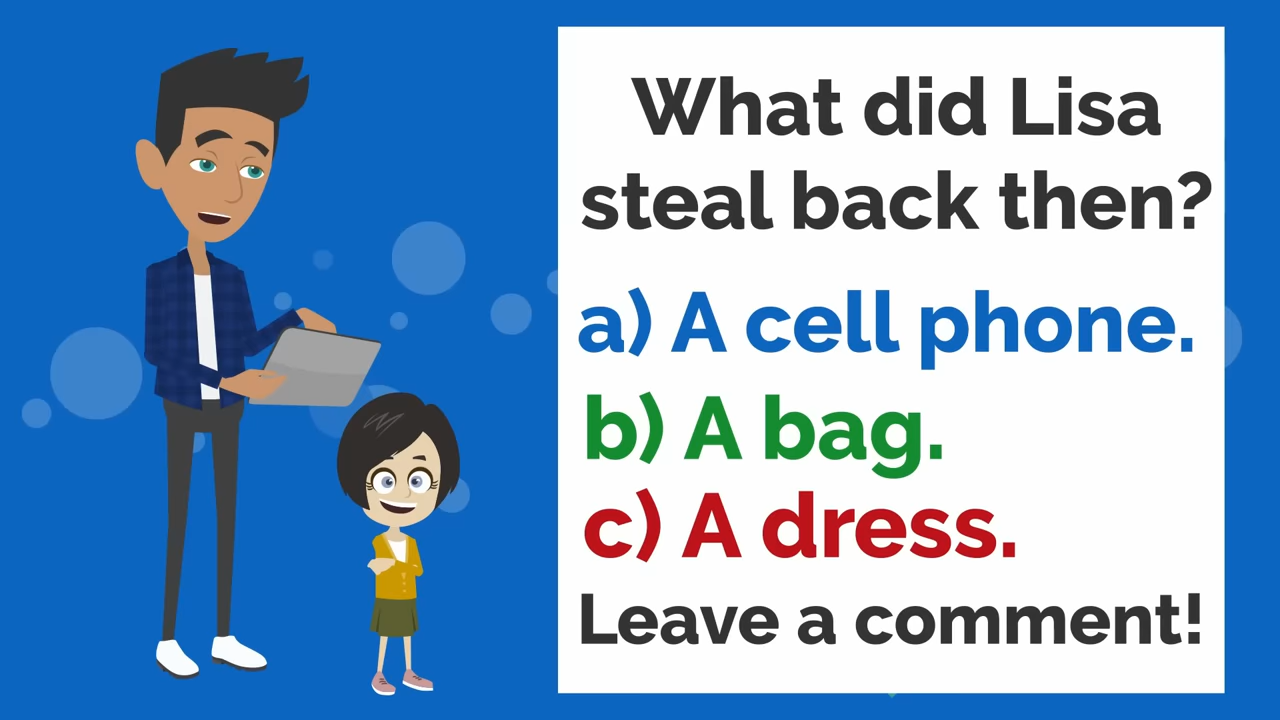 What did Lisa
steal back then?
a) A cell phone.
b) A bag.
c) A dress.
Leave a comment!